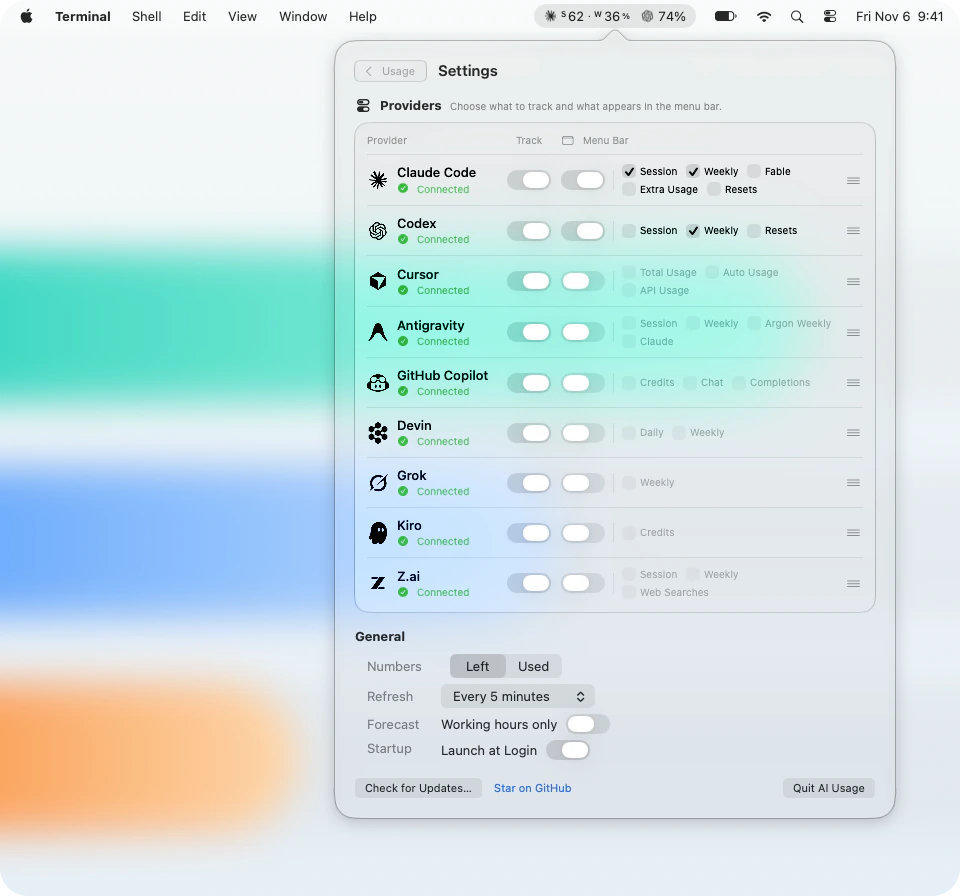 Terminal Shell Edit View Window Help S 62 · W 36 % 74% Fri Nov 6 9:41
Usage Settings
Providers Choose what to track and what appears in the menu bar.
Provider Track Menu Bar
Claude Code
Connected
Session Weekly Fable
Extra Usage Resets
Codex
Connected
Session Weekly Resets
Cursor
Connected
Total Usage Auto Usage
API Usage
Antigravity
Connected
Session Weekly Argon Weekly
Claude
GitHub Copilot
Connected
Credits Chat Completions
Devin
Connected
Daily Weekly
Grok
Connected
Weekly
Kiro
Connected
Credits
Z.ai
Connected
Session Weekly
Web Searches
General
Numbers Left Used
Refresh Every 5 minutes
Forecast Working hours only
Startup Launch at Login
Check for Updates... Star on GitHub Quit AI Usage